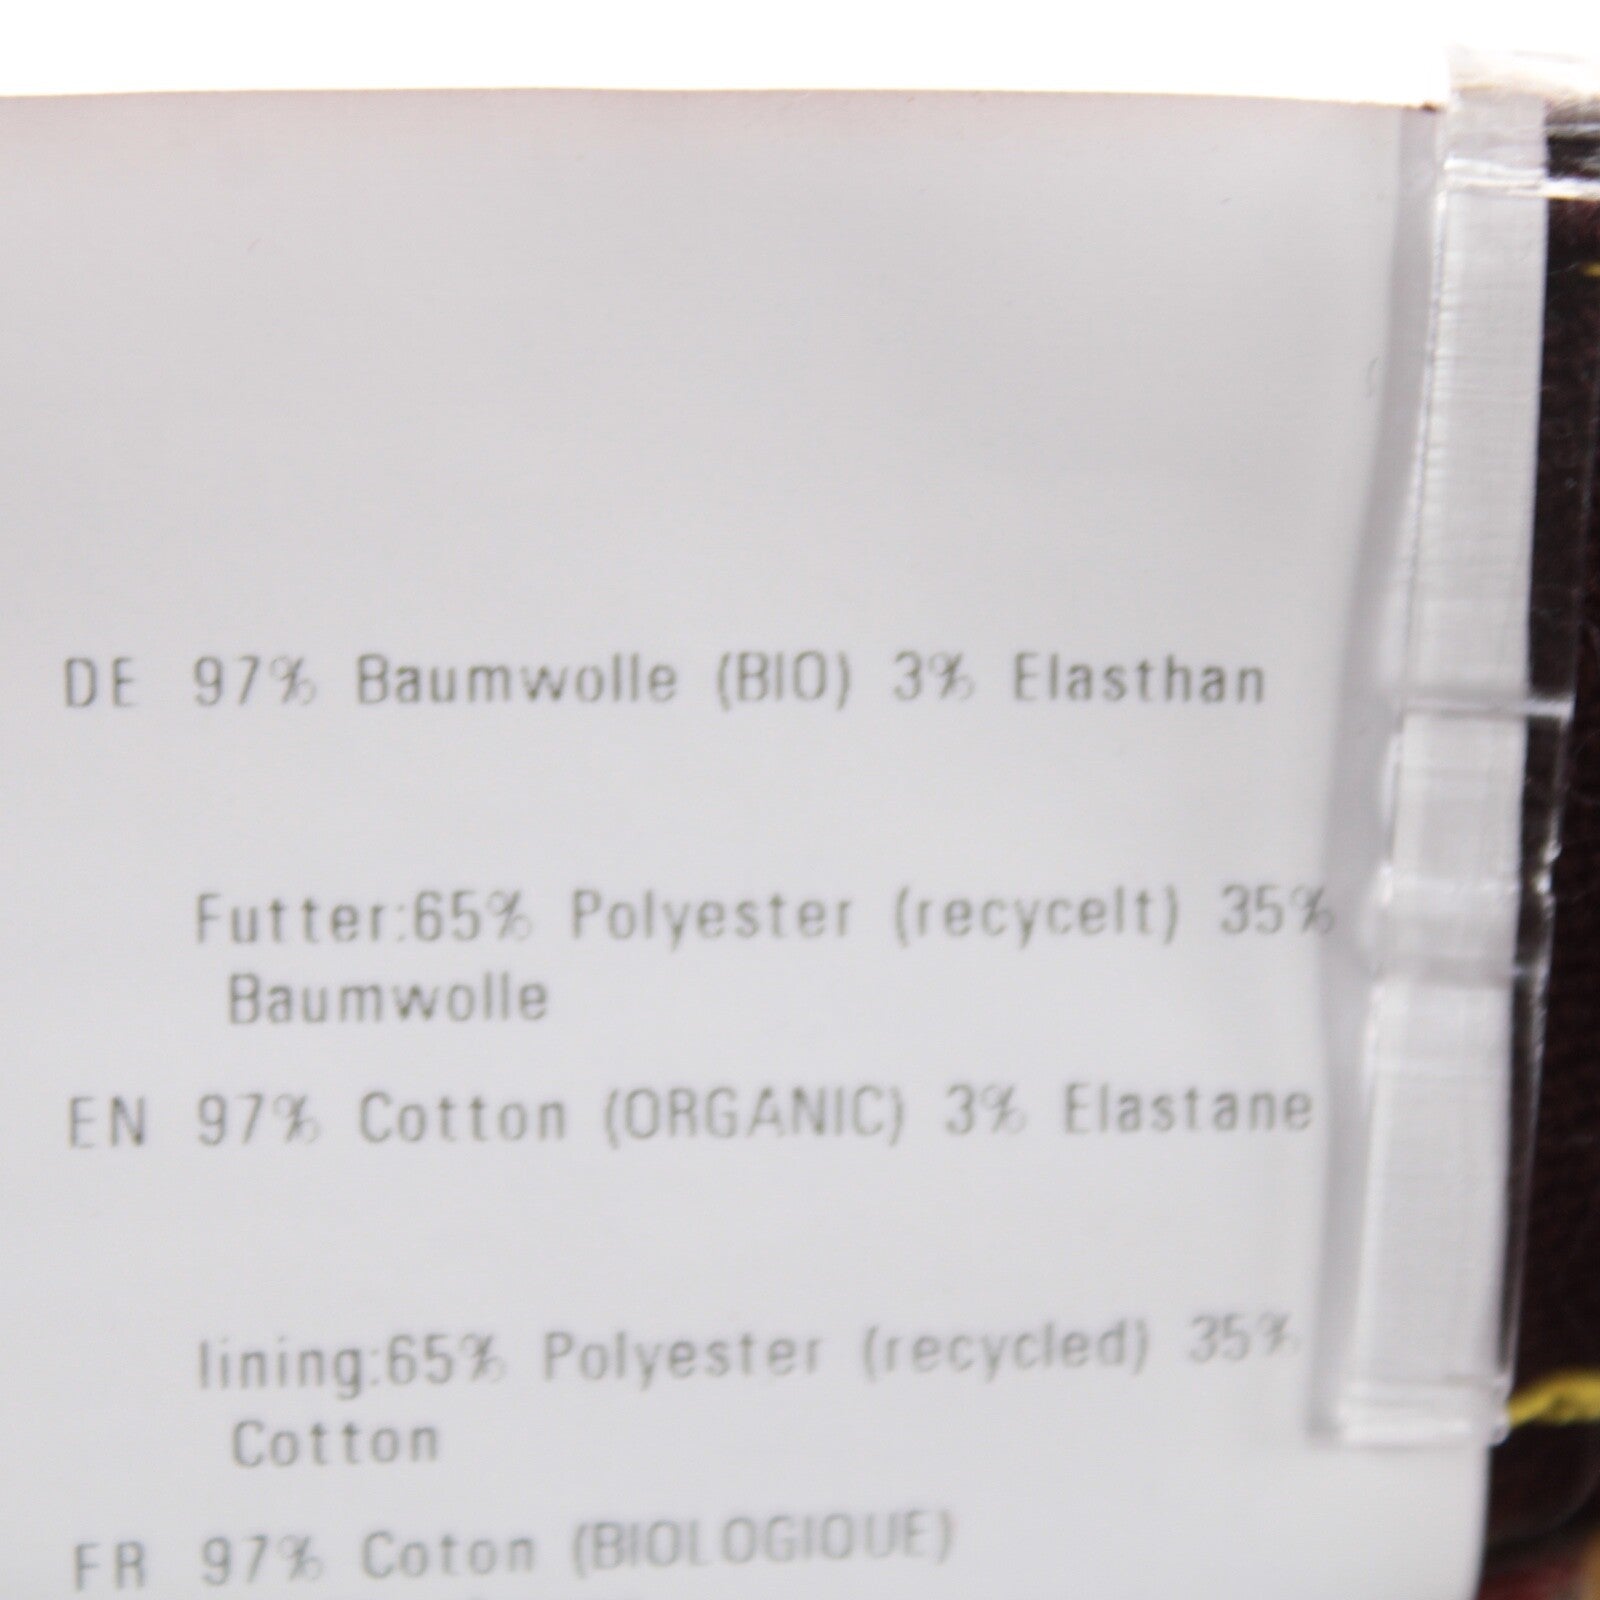 DE 97% Baumwolle (BIO) 3% Elasthan
Futter:65% Polyester (recycelt) 35%
Baumwolle
EN 97% Cotton (ORGANIC) 3% Elastane
lining:65% Polyester (recycled) 35%
Cotton
FR 97% Coton (BIOLOGIQUE)